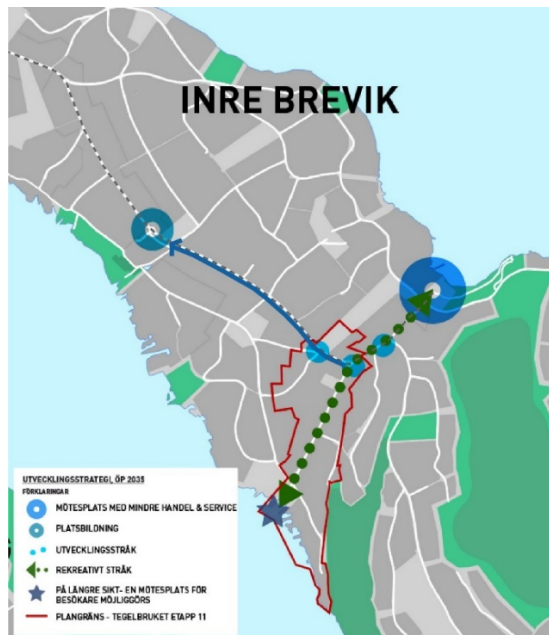 INRE BREVIK
UTVECKLINGSSTRATEGI, ÖP 2035
FÖRKLARINGAR
MÖTESPLATS MED MINDRE HANDEL & SERVICE
PLATSBILDNING
UTVECKLINGSSTRÅK
REKREATIVT STRÅK
PÅ LÄNGRE SIKT- EN MÖTESPLATS FÖR
BESÖKARE MÖJLIGGÖRS
PLANGRÄNS - TEGELBRUKET ETAPP 11